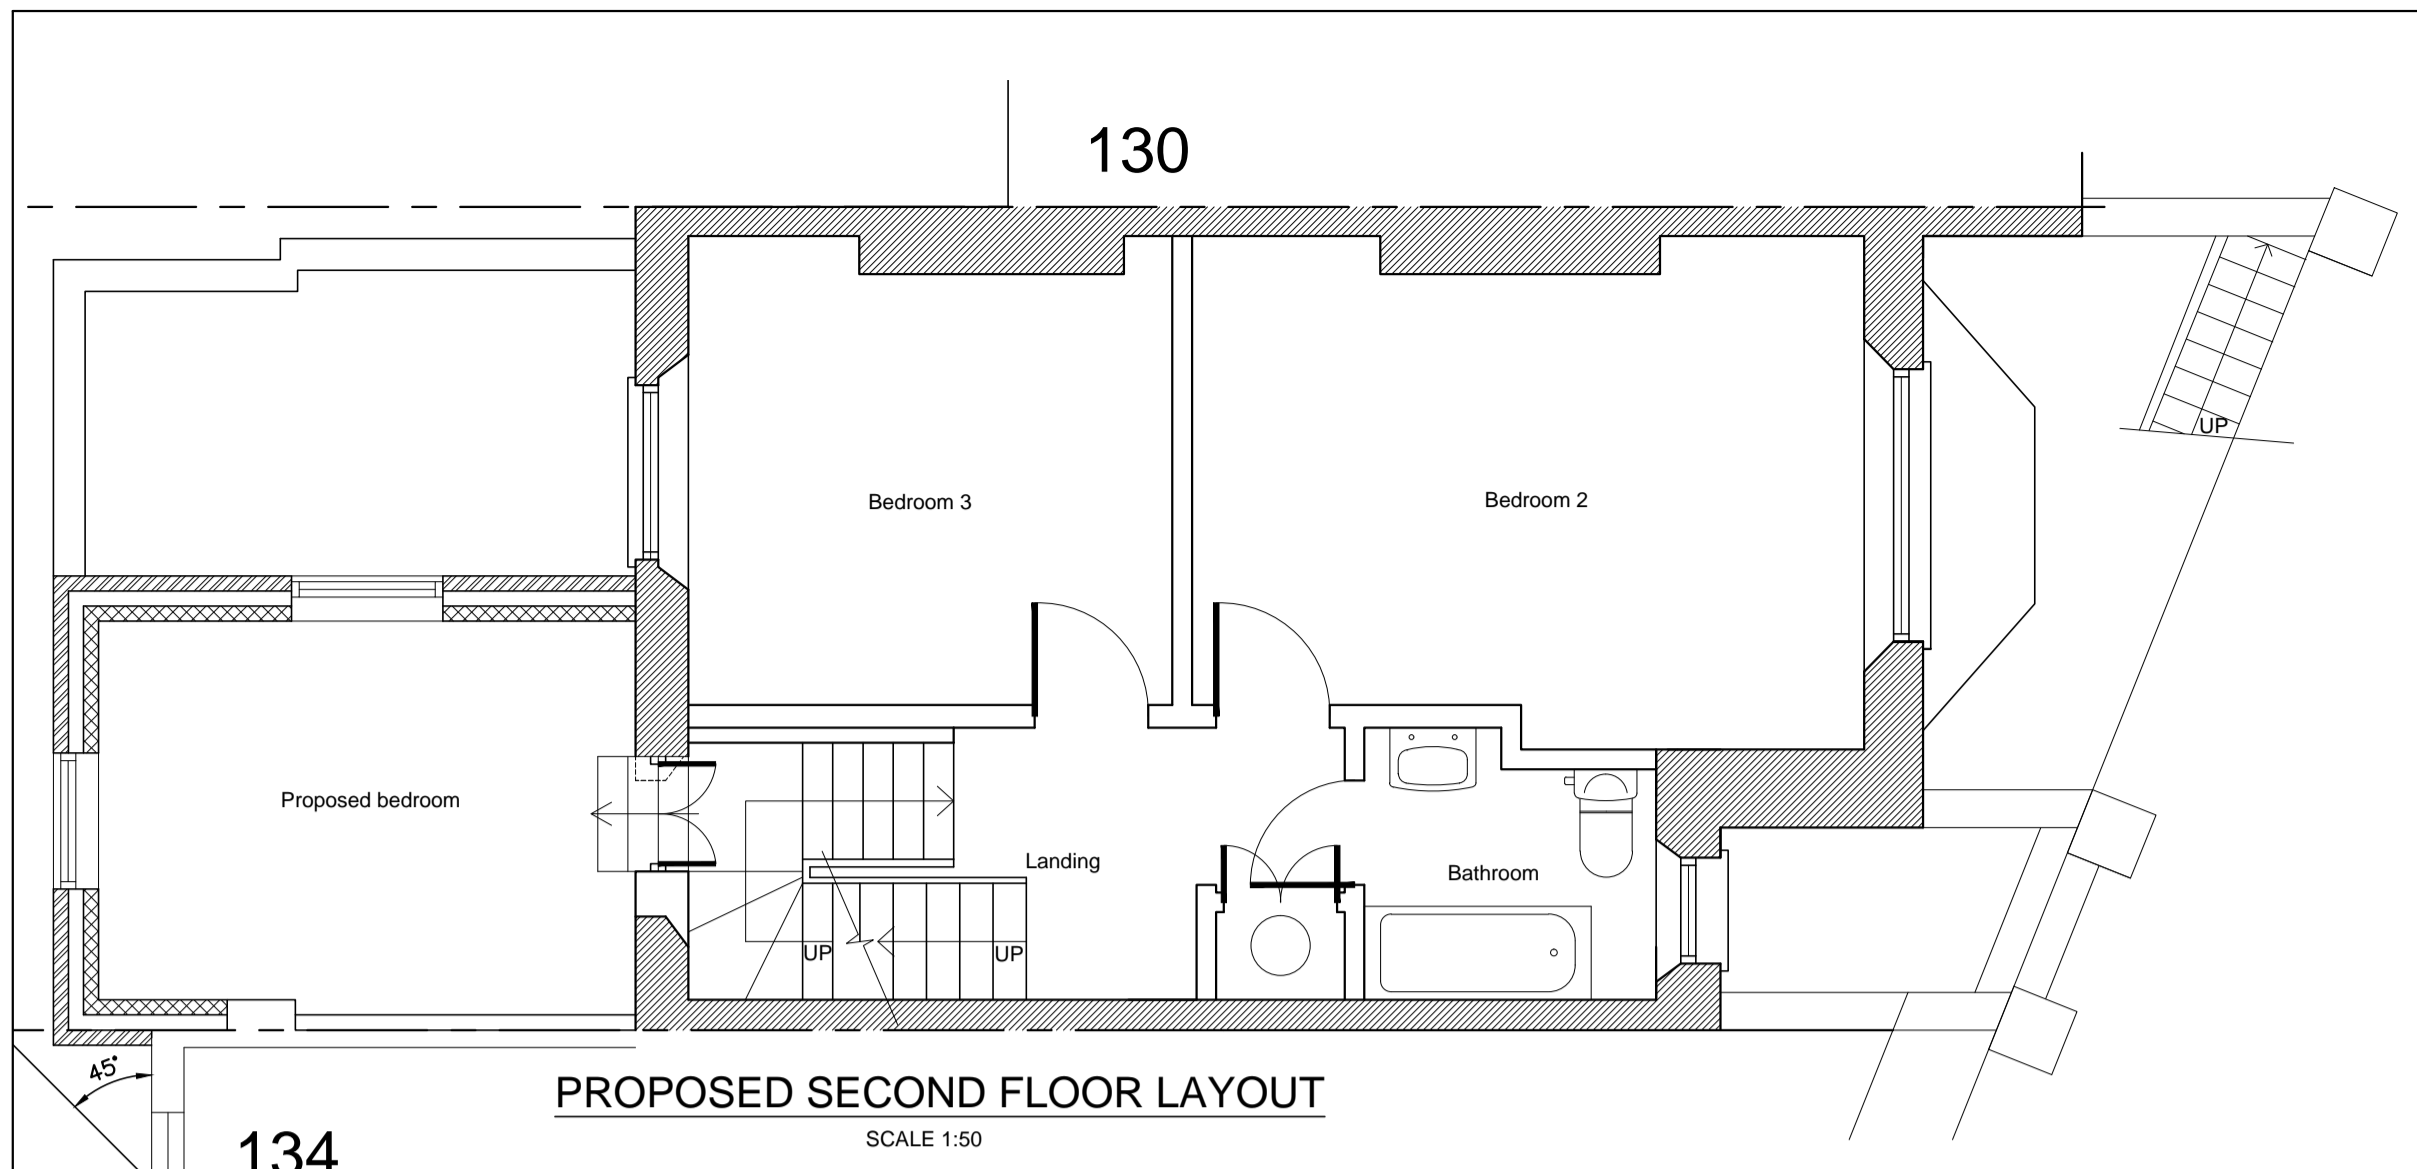 130
UP
Bedroom 3
Bedroom 2
Proposed bedroom
Landing
Bathroom
UP
UP
45°
PROPOSED SECOND FLOOR LAYOUT
SCALE 1:50
134